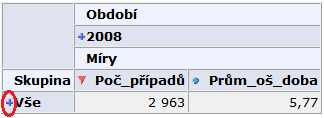 Období
2008
Míry
Skupina Poč_případů Prům_oš_doba
Vše 2 963 5,77